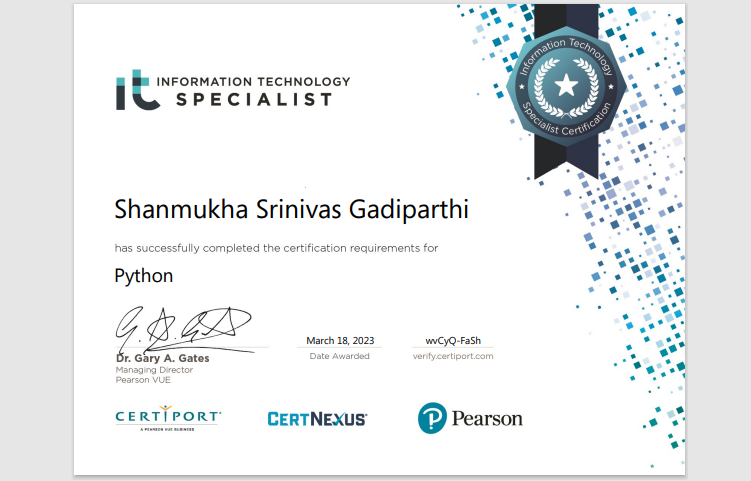 it INFORMATION TECHNOLOGY
SPECIALIST
Information Technology
Specialist Certification
Shanmukha Srinivas Gadiparthi
has successfully completed the certification requirements for
Python
Dr. Gary A. Gates
Managing Director
Pearson VUE
March 18, 2023
Date Awarded
wvCyQ-FaSh
verify.certiport.com
CERTIPORT
A PEARSON VUE BUSINESS
CERTNEXUS
P Pearson